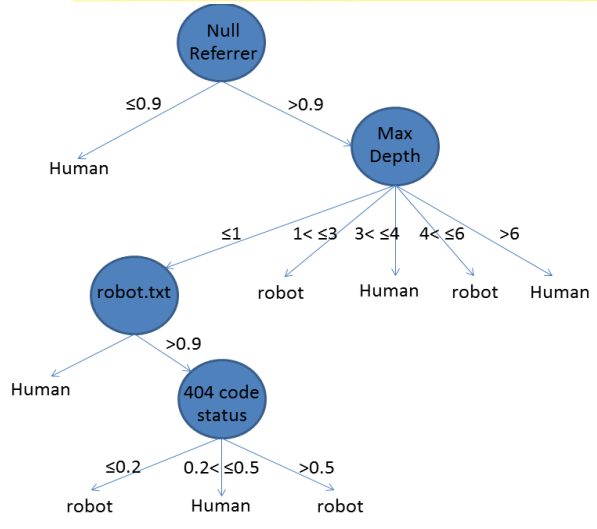 Null
Referrer
≤0.9
>0.9
Human
Max
Depth
≤1
1< ≤3
3< ≤4
4< ≤6
>6
robot.txt
robot
Human
robot
Human
>0.9
Human
404 code
status
≤0.2
0.2< ≤0.5
>0.5
robot
Human
robot